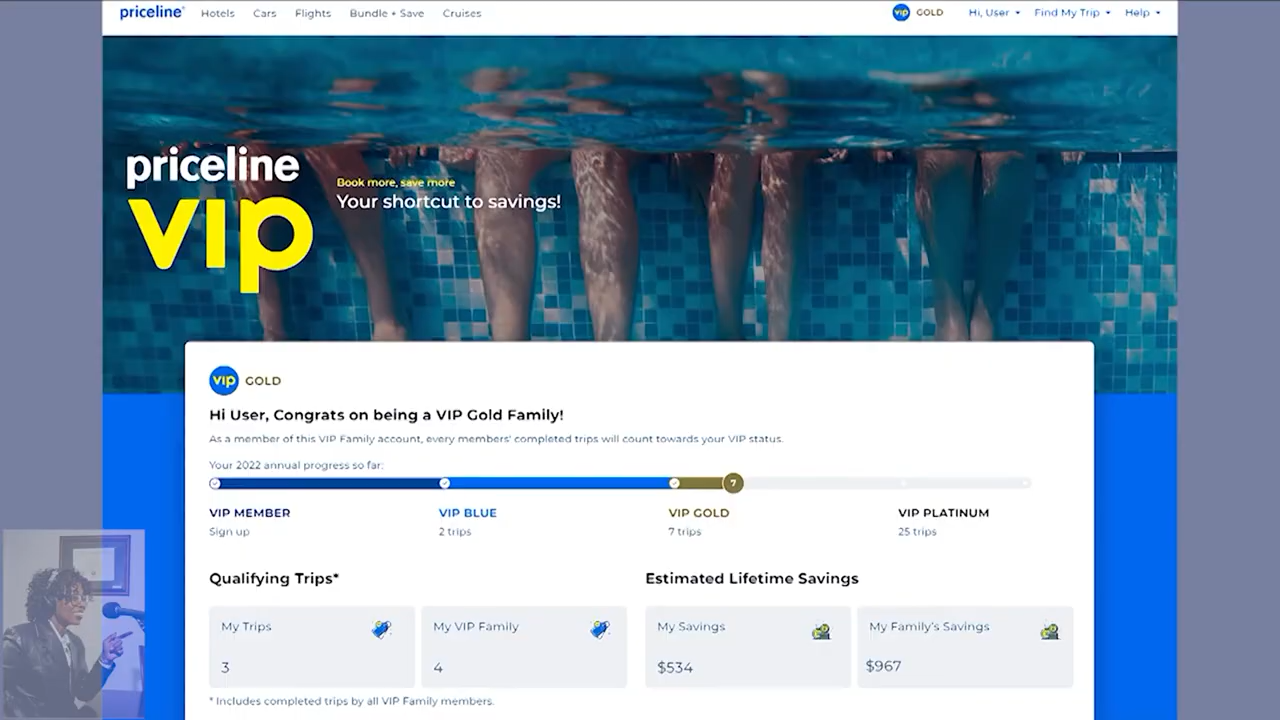 priceline® Hotels Cars Flights Bundle + Save Cruises vip GOLD Hi, User Find My Trip Help
priceline
vip
Book more, save more
Your shortcut to savings!
vip GOLD
Hi User, Congrats on being a VIP Gold Family!
As a member of this VIP Family account, every members' completed trips will count towards your VIP status.
Your 2022 annual progress so far:
7
VIP MEMBER VIP BLUE VIP GOLD VIP PLATINUM
Sign up 2 trips 7 trips 25 trips
Qualifying Trips* Estimated Lifetime Savings
My Trips My VIP Family My Savings My Family's Savings
3 4 $534 $967
* Includes completed trips by all VIP Family members.